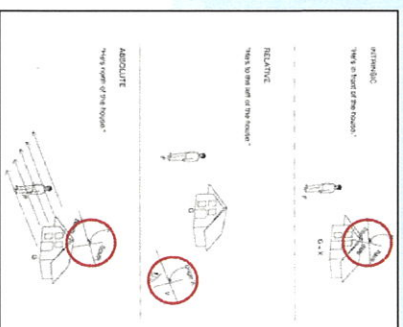 INTRINSIC
"He's in front of the house."
F
G = X
RELATIVE
"He's to the left of the house."
F
G
V
ABSOLUTE
"He's north of the house."
F
G